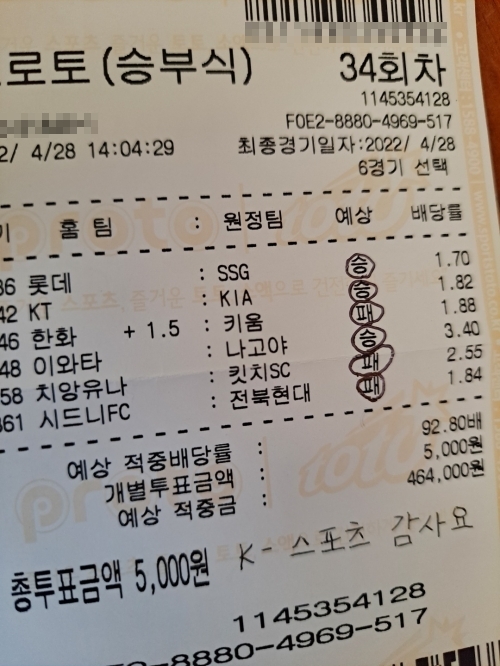 로토 (승부식) 34회차
1145354128
F0E2-8880-4969-517
2/ 4/28 14:04:29 최종경기일자:2022/ 4/28
6경기 선택
홈 팀 : 원정팀 예상 배당률
36 롯데 : SSG 승 1.70
42 KT : KIA 승 1.82
46 한화 + 1.5 : 키움 패 1.88
48 이와타 : 나고야 승 3.40
58 치앙유나 : 킷치SC 패 2.55
361 시드니FC : 전북현대 패 1.84
예상 적중배당률 : 92.80배
개별투표금액 : 5,000원
예상 적중금 : 464,000원
총투표금액 5,000원 K-스포츠 감사요
1145354128
-8880-4969-517